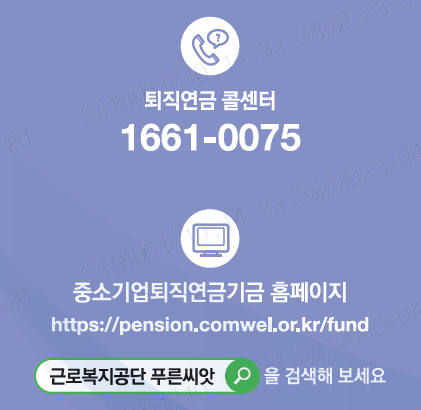 퇴직연금 콜센터
1661-0075
중소기업퇴직연금기금 홈페이지
https://pension.comwel.or.kr/fund
근로복지공단 푸른씨앗 을 검색해 보세요